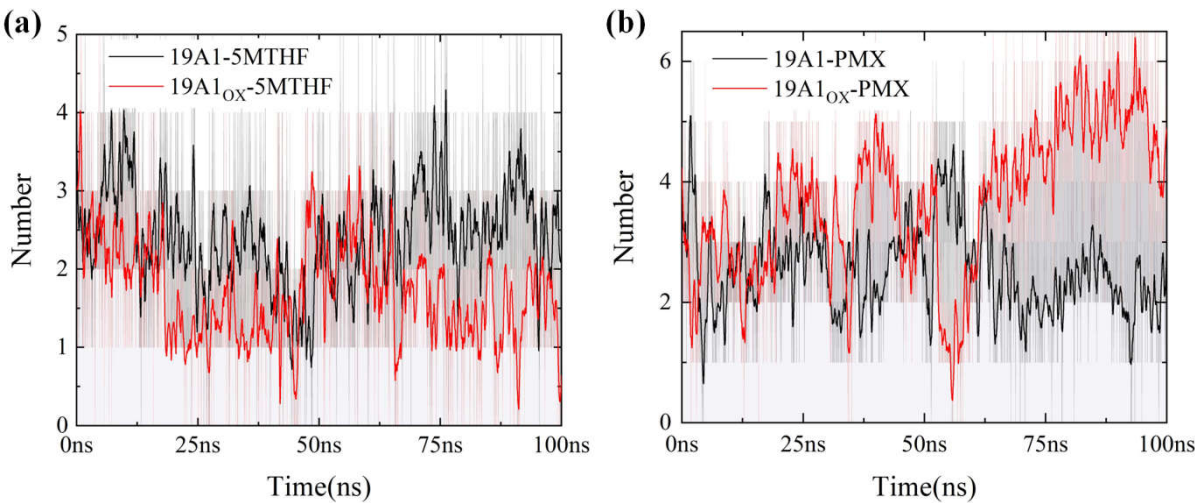 (a)
5
4
3
2
1
0
Number
19A1-5MTHF
19A1OX-5MTHF
0ns 25ns 50ns 75ns 100ns
Time(ns)
(b)
6
4
2
0
Number
19A1-PMX
19A1OX-PMX
0ns 25ns 50ns 75ns 100ns
Time(ns)